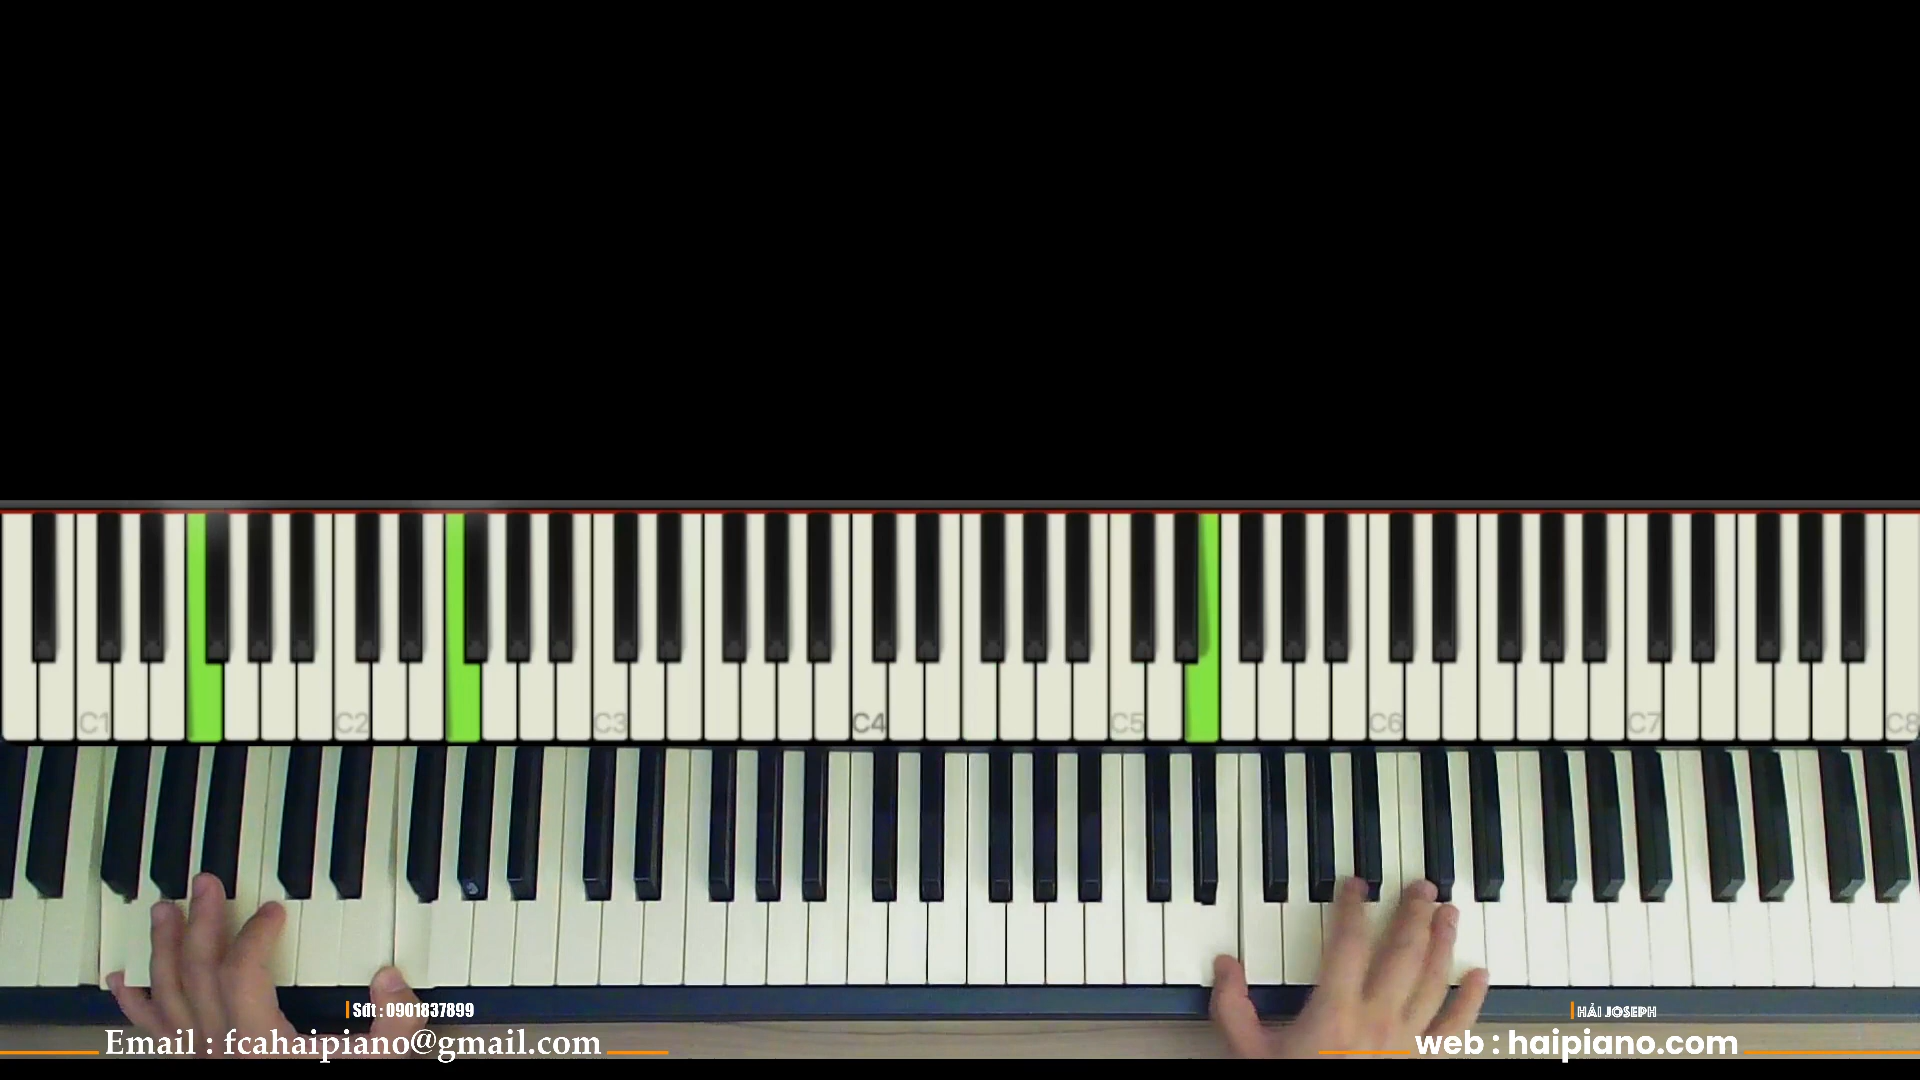 C1 C2 C3 C4 C5 C6 C7 C8
Sđt : 0901837899
HẢI JOSEPH
Email : fcahaipiano@gmail.com
web : haipiano.com